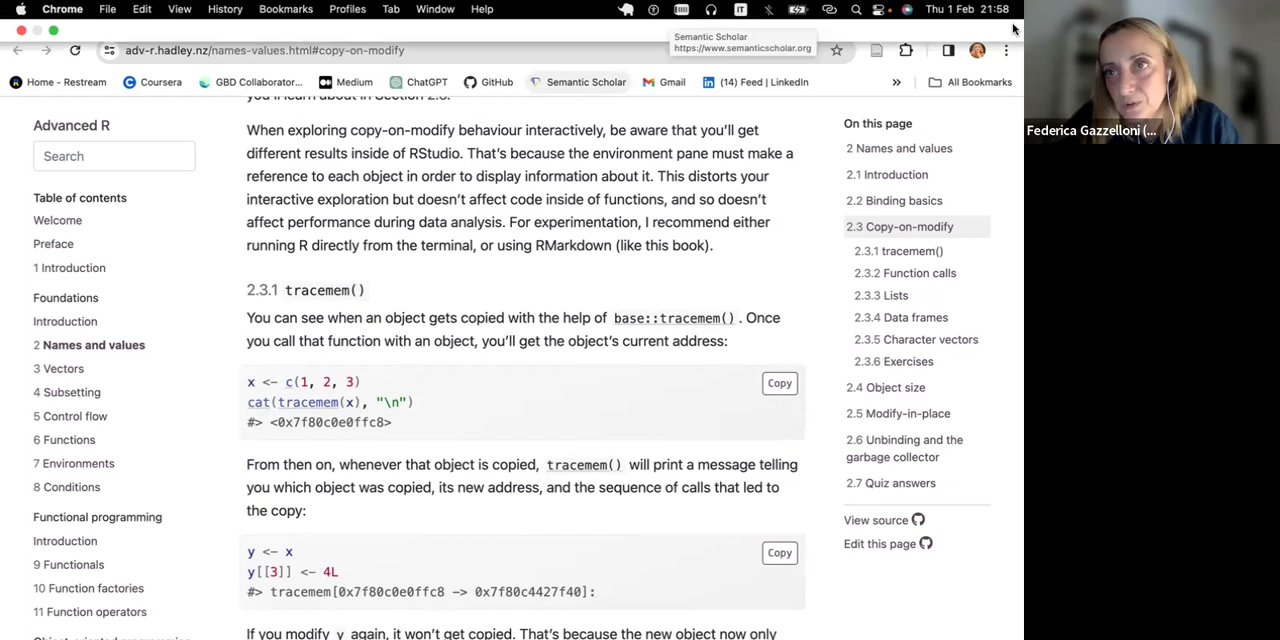 Chrome File Edit View History Bookmarks Profiles Tab Window Help IT Thu 1 Feb 21:58
Semantic Scholar
https://www.semanticscholar.org
adv-r.hadley.nz/names-values.html#copy-on-modify
Home - Restream Coursera GBD Collaborator... Medium ChatGPT GitHub Semantic Scholar Gmail (14) Feed | LinkedIn » All Bookmarks
Federica Gazzelloni (...
Advanced R
Search
Table of contents
Welcome
Preface
1 Introduction
Foundations
Introduction
2 Names and values
3 Vectors
4 Subsetting
5 Control flow
6 Functions
7 Environments
8 Conditions
Functional programming
Introduction
9 Functionals
10 Function factories
11 Function operators
When exploring copy-on-modify behaviour interactively, be aware that you'll get
different results inside of RStudio. That's because the environment pane must make a
reference to each object in order to display information about it. This distorts your
interactive exploration but doesn't affect code inside of functions, and so doesn't
affect performance during data analysis. For experimentation, I recommend either
running R directly from the terminal, or using RMarkdown (like this book).
2.3.1 tracemem()
You can see when an object gets copied with the help of base::tracemem(). Once
you call that function with an object, you'll get the object's current address:
x <- c(1, 2, 3)
cat(tracemem(x), "\n")
#> <0x7f80c0e0ffc8>
Copy
From then on, whenever that object is copied, tracemem() will print a message telling
you which object was copied, its new address, and the sequence of calls that led to
the copy:
y <- x
y[[3]] <- 4L
#> tracemem[0x7f80c0e0ffc8 -> 0x7f80c4427f40]:
Copy
If you modify y again, it won't get copied. That's because the new object now only
On this page
2 Names and values
2.1 Introduction
2.2 Binding basics
2.3 Copy-on-modify
2.3.1 tracemem()
2.3.2 Function calls
2.3.3 Lists
2.3.4 Data frames
2.3.5 Character vectors
2.3.6 Exercises
2.4 Object size
2.5 Modify-in-place
2.6 Unbinding and the
garbage collector
2.7 Quiz answers
View source
Edit this page